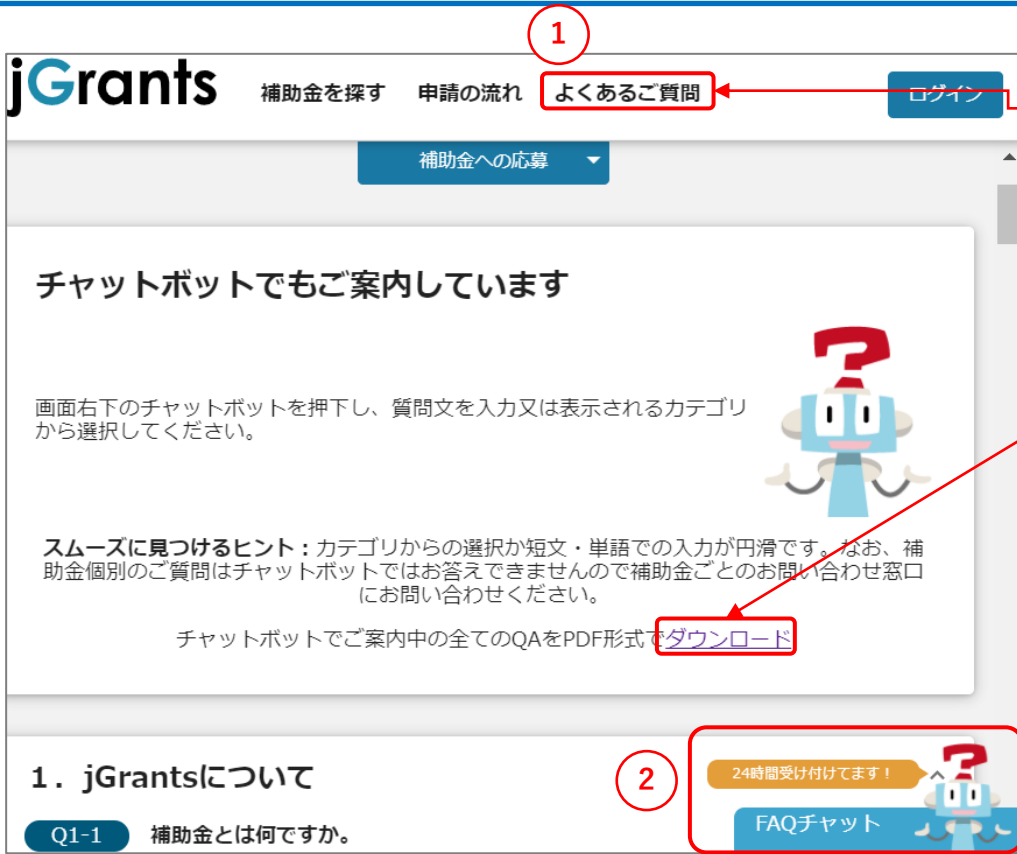 1
jGrants 補助金を探す 申請の流れ よくあるご質問 ログイン
補助金への応募
チャットボットでもご案内しています
画面右下のチャットボットを押下し、質問文を入力又は表示されるカテゴリ
から選択してください。
スムーズに見つけるヒント：カテゴリからの選択か短文・単語での入力が円滑です。なお、補
助金個別のご質問はチャットボットではお答えできませんので補助金ごとのお問い合わせ窓口
にお問い合わせください。
チャットボットでご案内中の全てのQAをPDF形式でダウンロード
1．jGrantsについて
2
24時間受け付けてます！
FAQチャット
Q1-1 補助金とは何ですか。